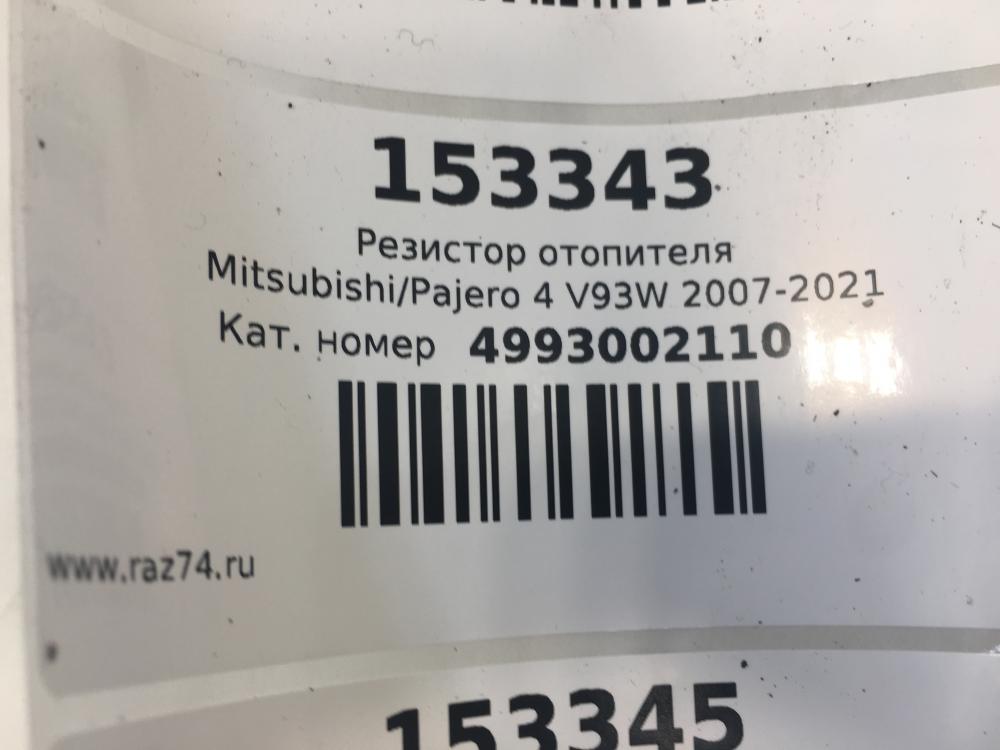 153343
Резистор отопителя
Mitsubishi/Pajero 4 V93W 2007-2021
Кат. номер 4993002110
www.raz74.ru
153345